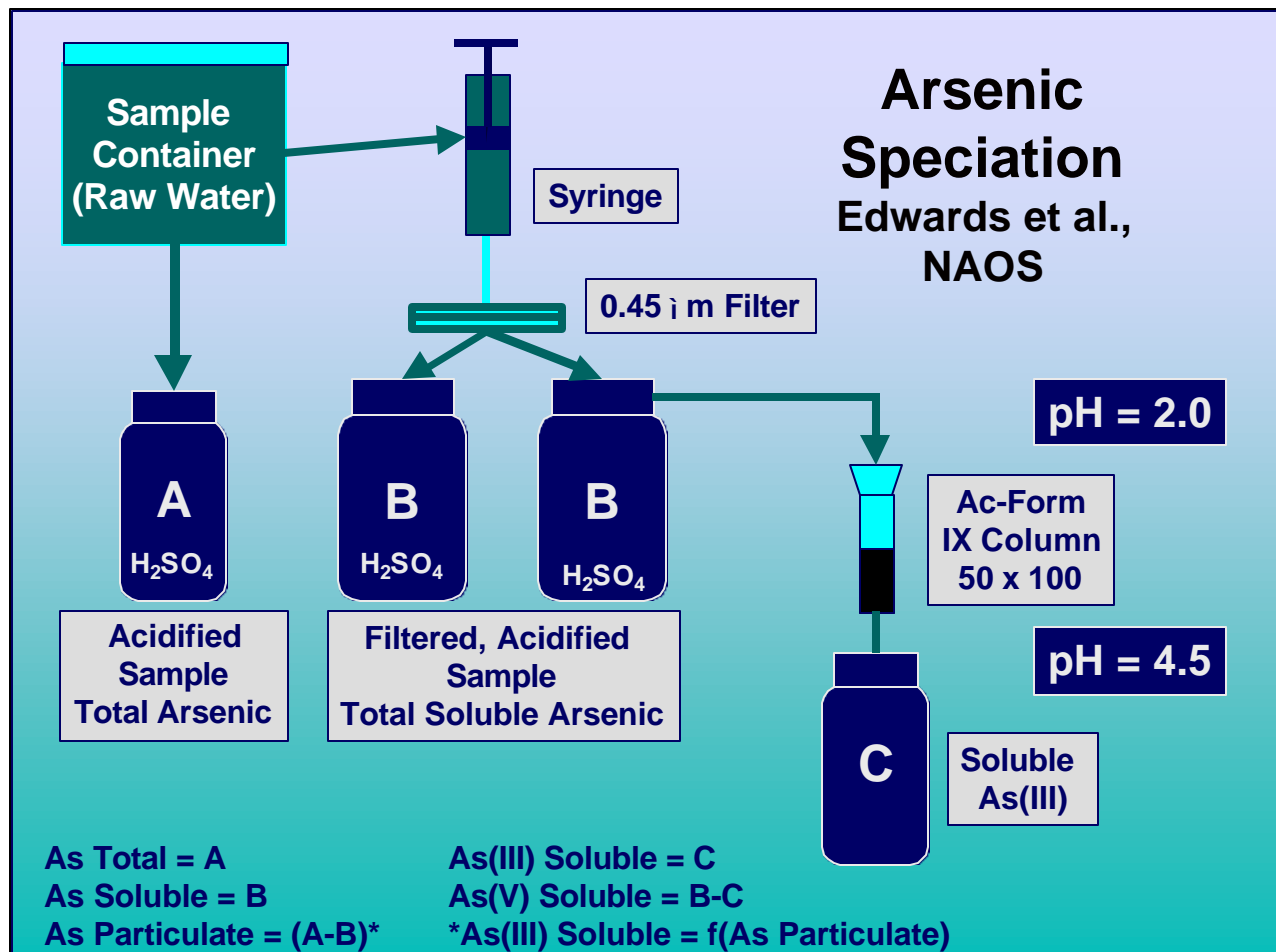 Sample
Container
(Raw Water)
Arsenic
Speciation
Edwards et al.,
NAOS
Syringe
0.45 ì m Filter
A
H₂SO₄
B
H₂SO₄
B
H₂SO₄
pH = 2.0
Ac-Form
IX Column
50 x 100
pH = 4.5
Acidified
Sample
Total Arsenic
Filtered, Acidified
Sample
Total Soluble Arsenic
C
Soluble
As(III)
As Total = A
As Soluble = B
As Particulate = (A-B)*
As(III) Soluble = C
As(V) Soluble = B-C
*As(III) Soluble = f(As Particulate)